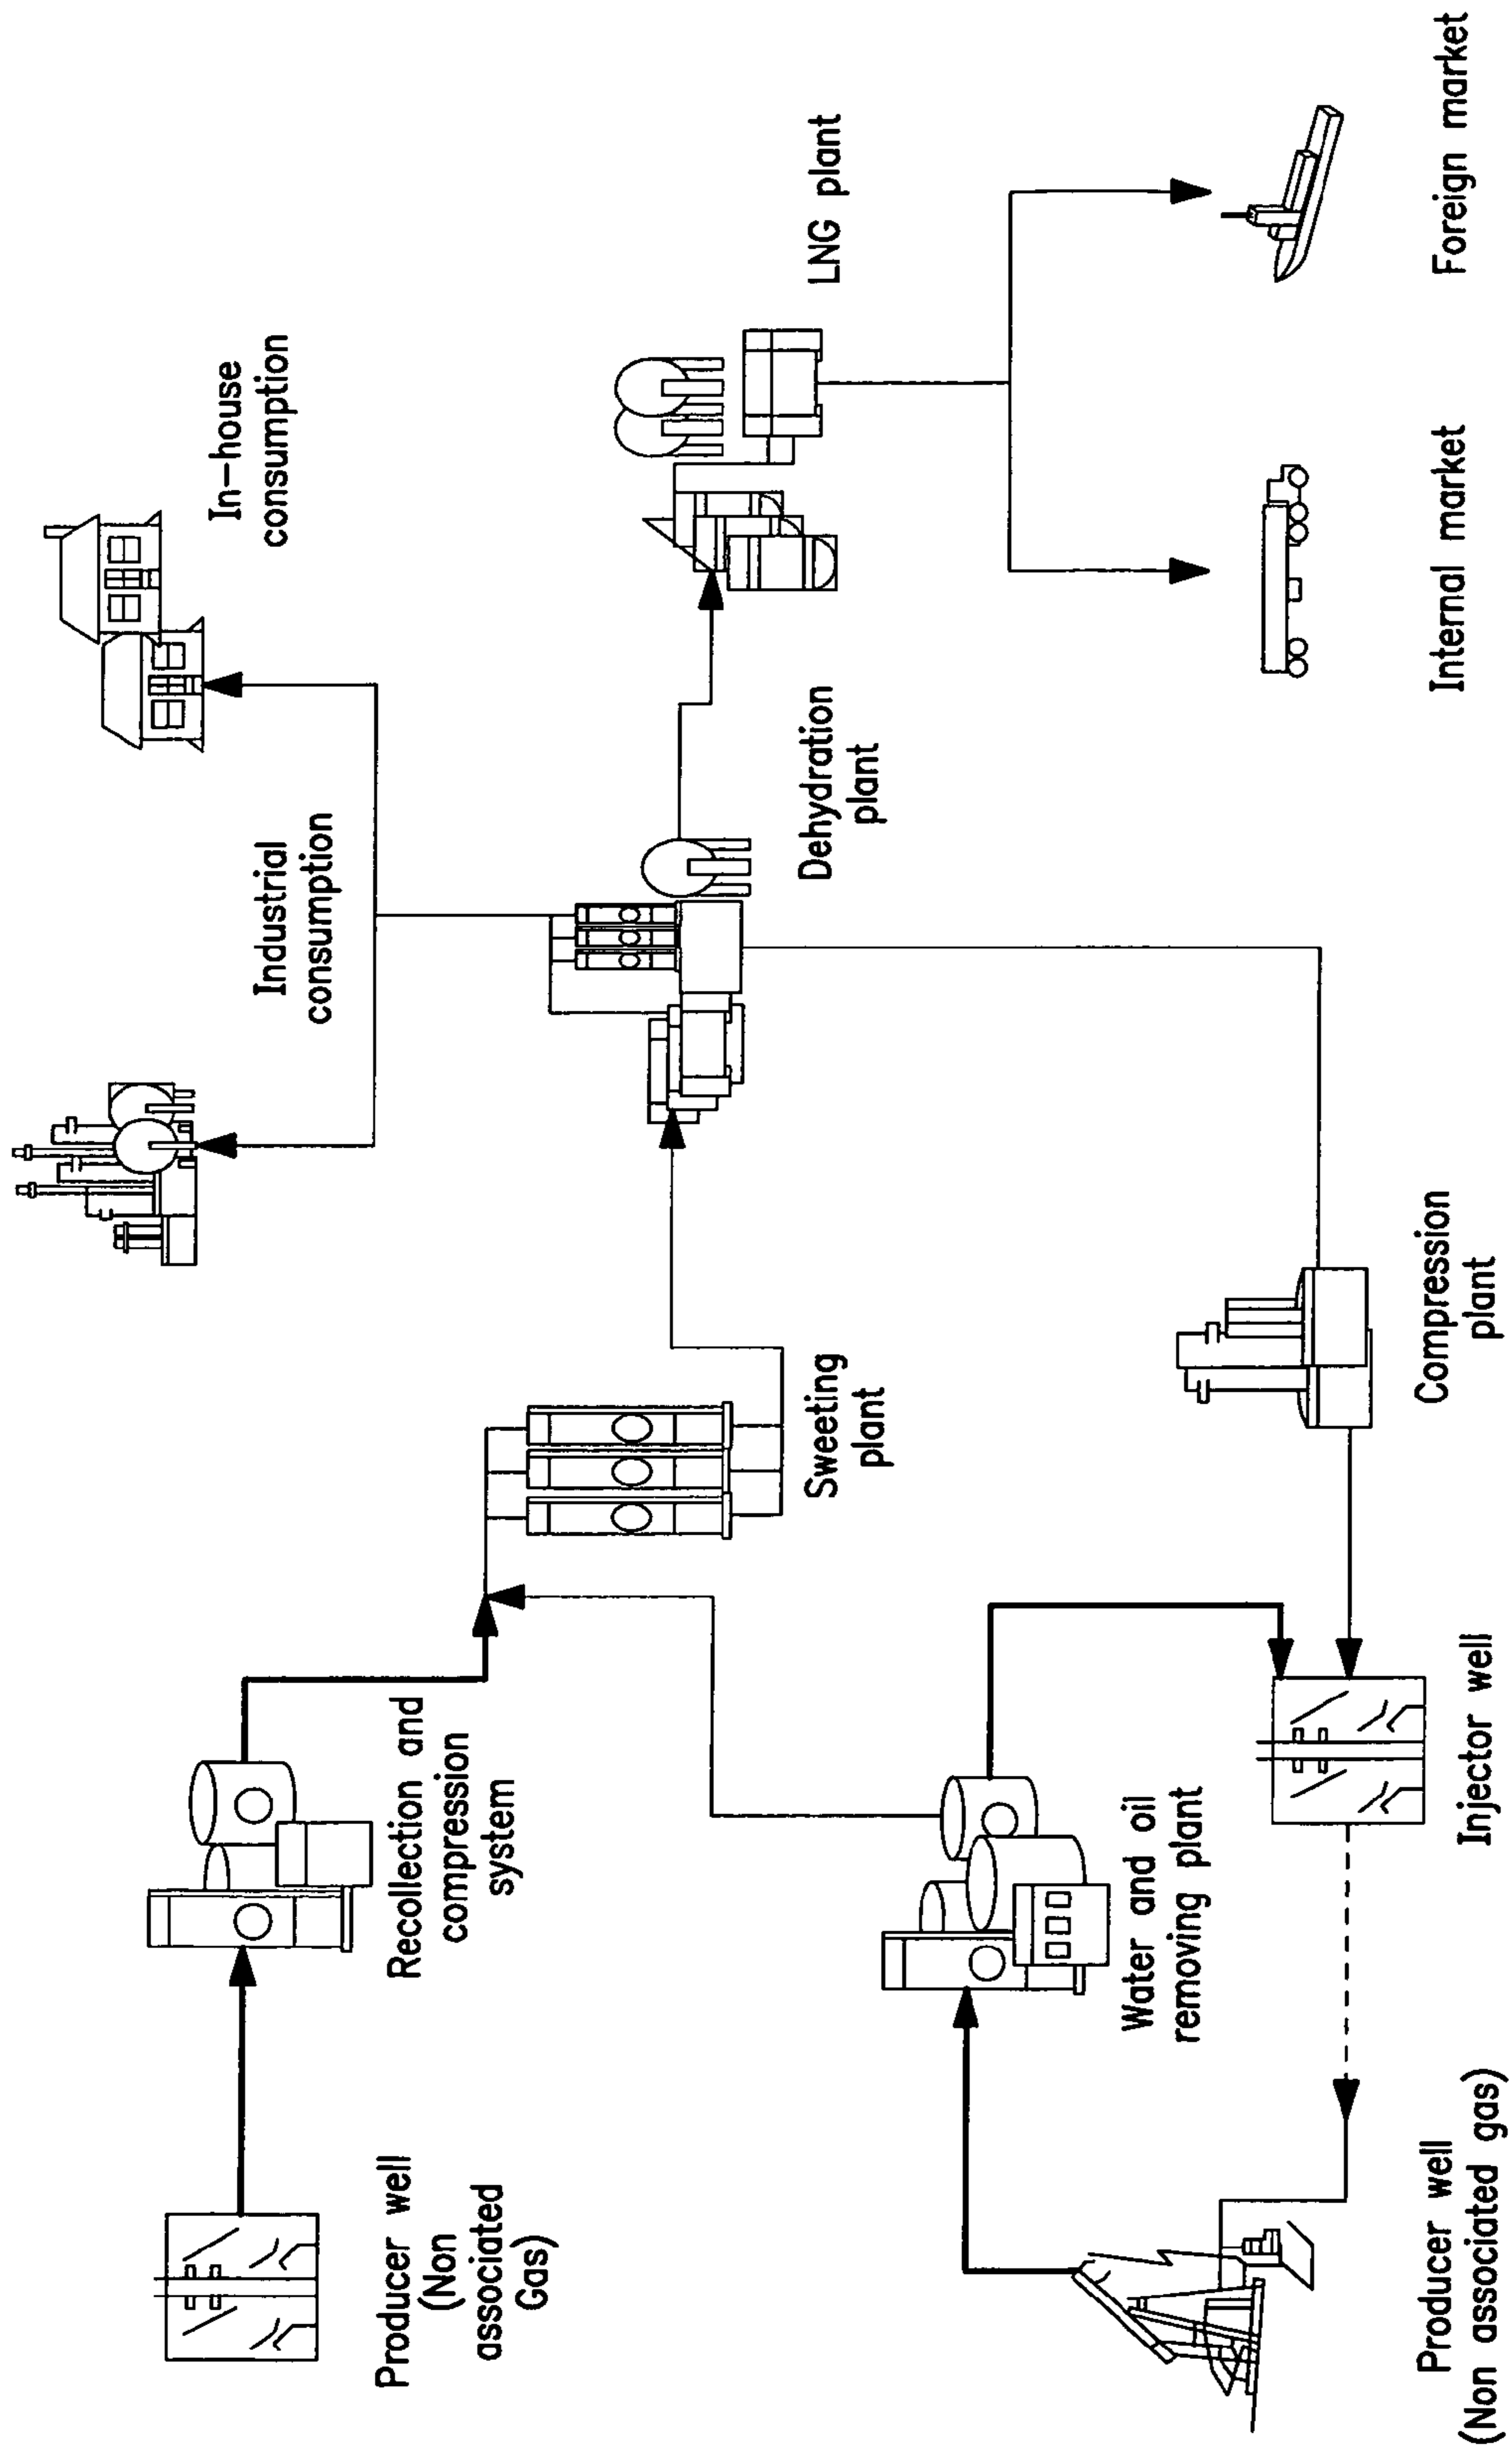 Producer well
(Non
associated
Gas)
Recollection and
compression
system
Sweeting
plant
Industrial
consumption
In-house
consumption
Dehydration
plant
LNG plant
Producer well
(Non associated gas)
Water and oil
removing plant
Injector well
Compression
plant
Internal market
Foreign market